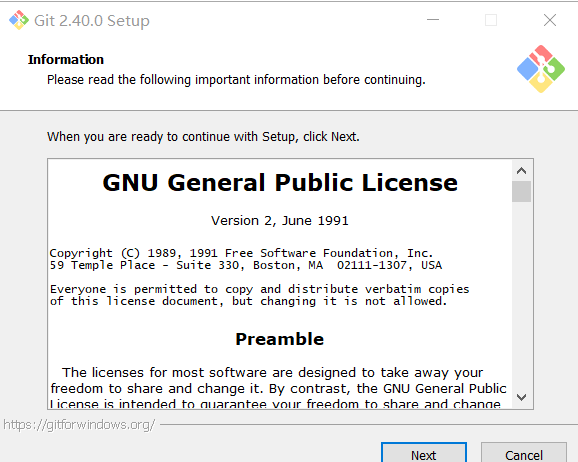 Git 2.40.0 Setup
Information
Please read the following important information before continuing.
When you are ready to continue with Setup, click Next.
GNU General Public License
Version 2, June 1991
Copyright (C) 1989, 1991 Free Software Foundation, Inc.
59 Temple Place - Suite 330, Boston, MA  02111-1307, USA
Everyone is permitted to copy and distribute verbatim copies
of this license document, but changing it is not allowed.
Preamble
The licenses for most software are designed to take away your
freedom to share and change it. By contrast, the GNU General Public
License is intended to guarantee your freedom to share and change
https://gitforwindows.org/
Next
Cancel